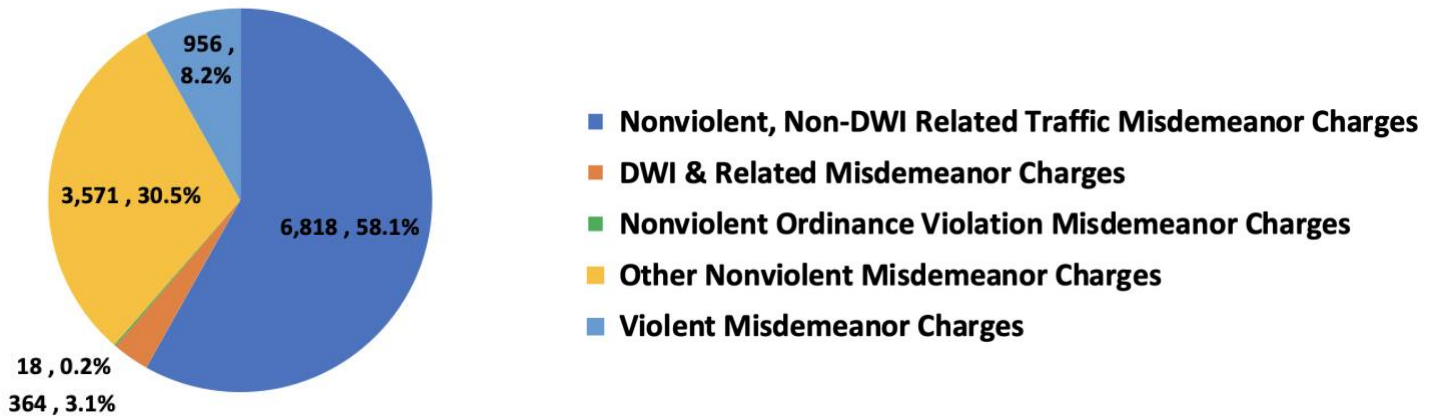 956 ,
8.2%
3,571 , 30.5%
6,818 , 58.1%
18 , 0.2%
364 , 3.1%
Nonviolent, Non-DWI Related Traffic Misdemeanor Charges
DWI & Related Misdemeanor Charges
Nonviolent Ordinance Violation Misdemeanor Charges
Other Nonviolent Misdemeanor Charges
Violent Misdemeanor Charges